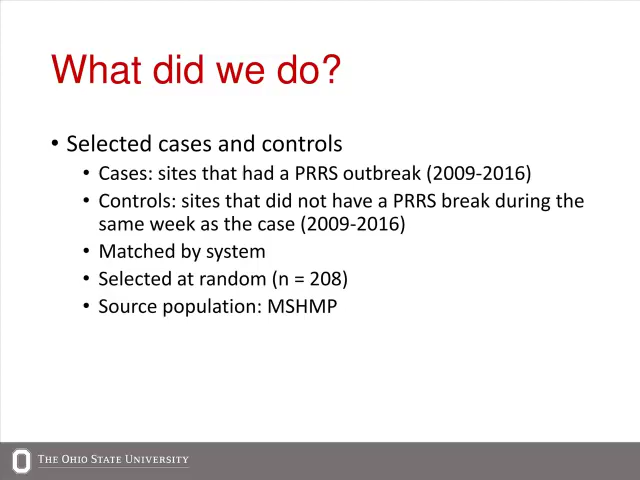 What did we do?
• Selected cases and controls
• Cases: sites that had a PRRS outbreak (2009-2016)
• Controls: sites that did not have a PRRS break during the
same week as the case (2009-2016)
• Matched by system
• Selected at random (n = 208)
• Source population: MSHMP
THE OHIO STATE UNIVERSITY